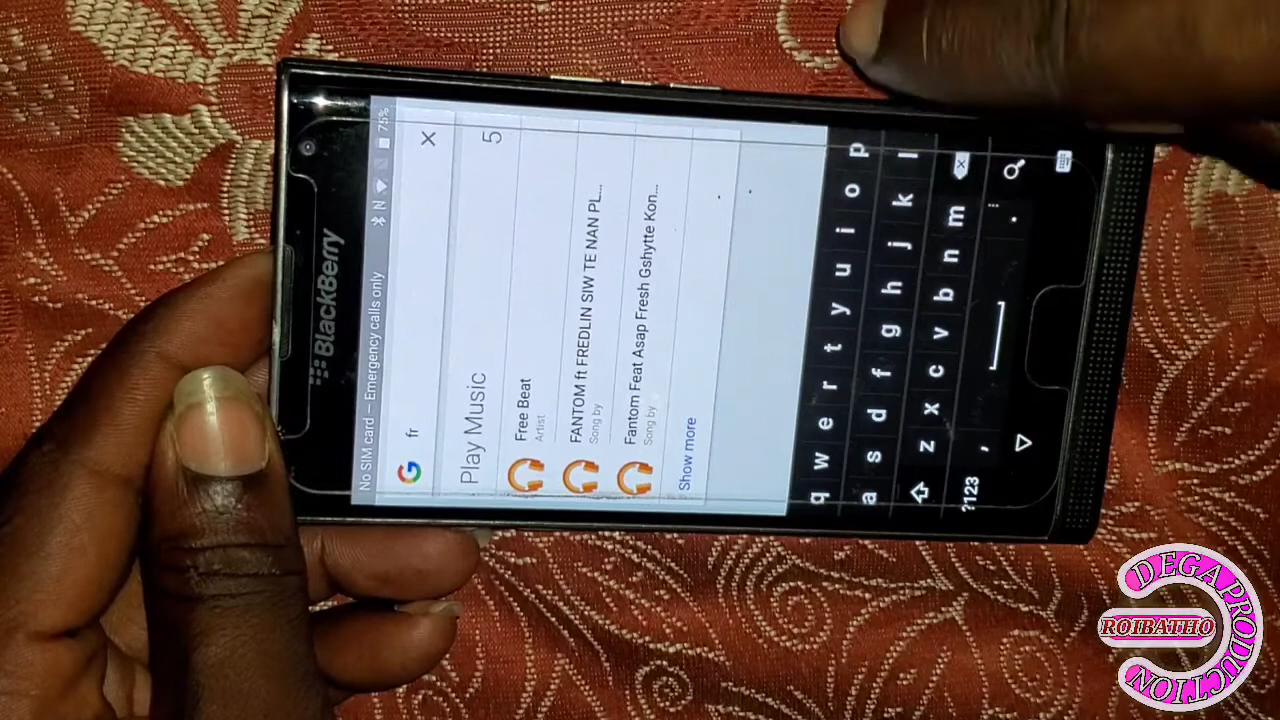 BlackBerry
No SIM card – Emergency calls only N 75%
G fr X
Play Music 5
Free Beat
Artist
FANTOM ft FREDLIN SIW TE NAN PL...
Song by
Fantom Feat Asap Fresh Gshytte Kon...
Song by
Show more
q w e r t y u i o p
a s d f g h j k l
z x c v b n m
?123 , .
DEGA PRODUCTION
ROIBATHO